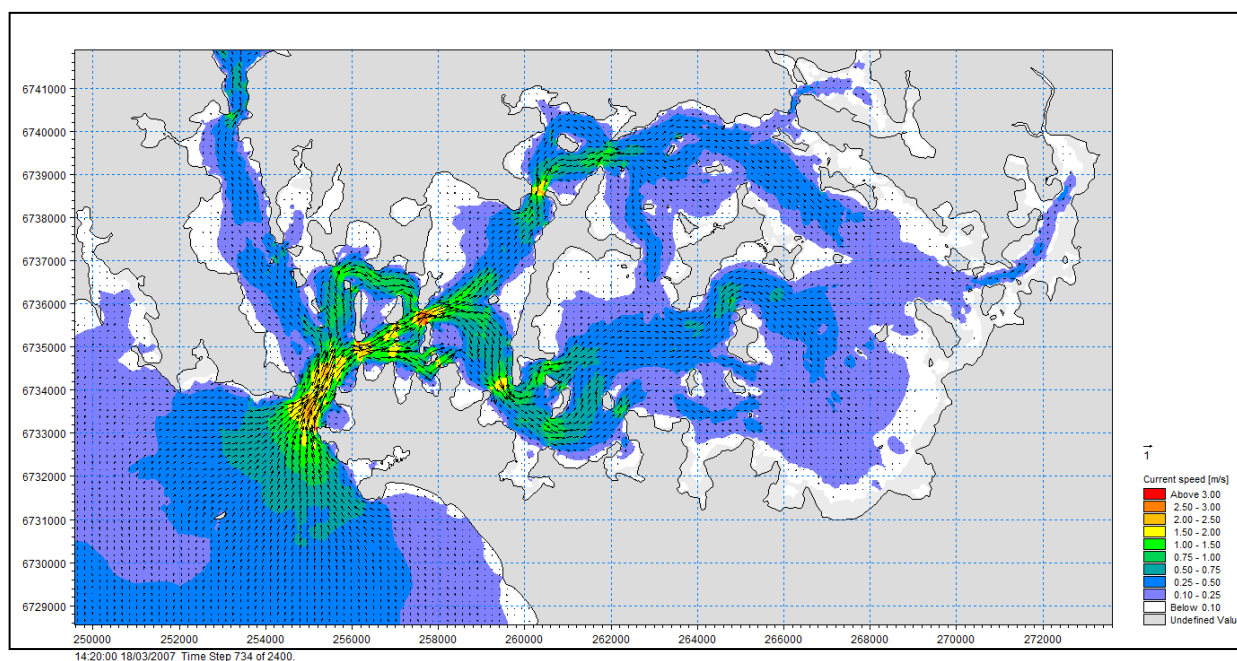 6741000
6740000
6739000
6738000
6737000
6736000
6735000
6734000
6733000
6732000
6731000
6730000
6729000
250000 252000 254000 256000 258000 260000 262000 264000 266000 268000 270000 272000
14:20:00 18/03/2007 Time Step 734 of 2400.
1
Current speed [m/s]
Above 3.00
2.50 - 3.00
2.00 - 2.50
1.50 - 2.00
1.00 - 1.50
0.75 - 1.00
0.50 - 0.75
0.25 - 0.50
0.10 - 0.25
Below 0.10
Undefined Valu